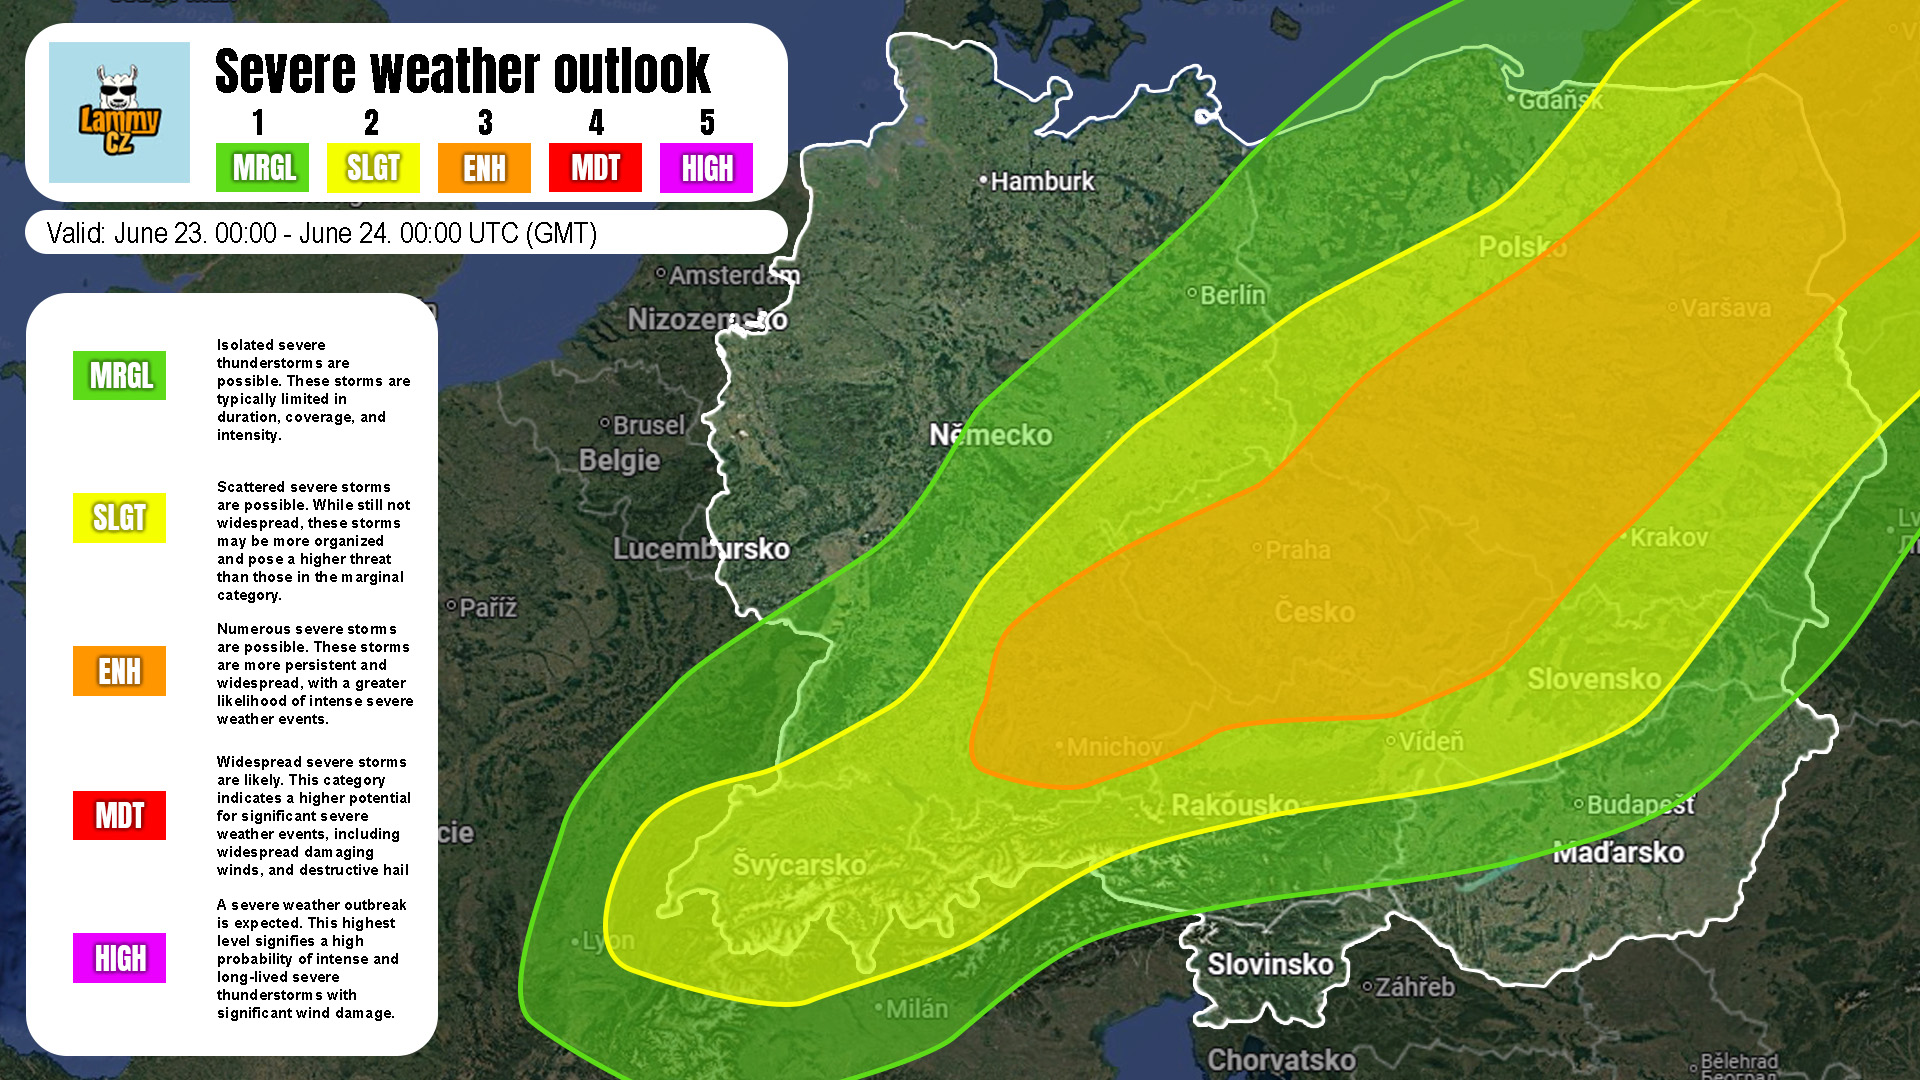 Lammy
CZ
Severe weather outlook
1 2 3 4 5
MRGL SLGT ENH MDT HIGH
Valid: June 23. 00:00 - June 24. 00:00 UTC (GMT)
MRGL
Isolated severe
thunderstorms are
possible. These storms are
typically limited in
duration, coverage, and
intensity.
SLGT
Scattered severe storms
are possible. While still not
widespread, these storms
may be more organized
and pose a higher threat
than those in the marginal
category.
ENH
Numerous severe storms
are possible. These storms
are more persistent and
widespread, with a greater
likelihood of intense severe
weather events.
MDT
Widespread severe storms
are likely. This category
indicates a higher potential
for significant severe
weather events, including
widespread damaging
winds, and destructive hail
HIGH
A severe weather outbreak
is expected. This highest
level signifies a high
probability of intense and
long-lived severe
thunderstorms with
significant wind damage.
Gdaňsk
Hamburk
Polsko
Amsterdam
Berlín
Varšava
Nizozemsko
Brusel
Německo
Belgie
Krakov
Lucembursko
Praha
Paříž
Česko
Slovensko
Mnichov
Vídeň
Rakousko
Budapešť
Maďarsko
Švýcarsko
Lyon
Slovinsko
Záhřeb
Milán
Chorvatsko
Bělehrad
Београд